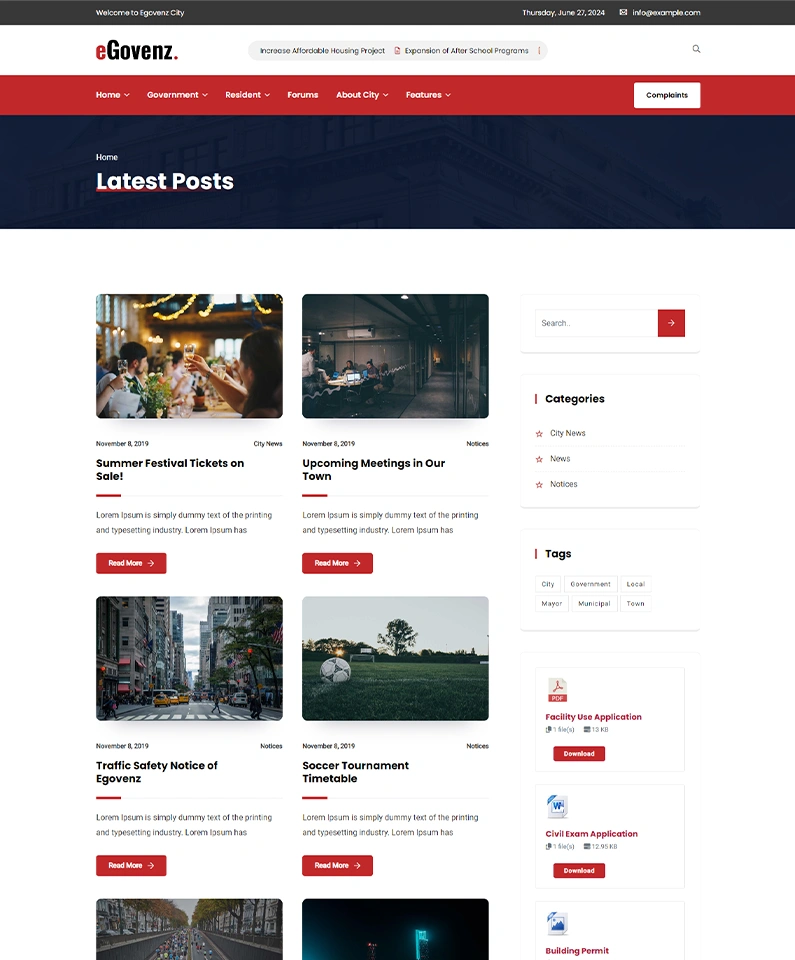 Welcome to Egovenz City
Thursday, June 27, 2024
info@example.com
eGovenz.
Increase Affordable Housing Project
Expansion of After School Programs
Home
Government
Resident
Forums
About City
Features
Complaints
Home
Latest Posts
November 8, 2019
City News
Summer Festival Tickets on
Sale!
Lorem Ipsum is simply dummy text of the printing
and typesetting industry. Lorem Ipsum has
Read More
November 8, 2019
Notices
Upcoming Meetings in Our
Town
Lorem Ipsum is simply dummy text of the printing
and typesetting industry. Lorem Ipsum has
Read More
November 8, 2019
Notices
Traffic Safety Notice of
Egovenz
Lorem Ipsum is simply dummy text of the printing
and typesetting industry. Lorem Ipsum has
Read More
November 8, 2019
Notices
Soccer Tournament
Timetable
Lorem Ipsum is simply dummy text of the printing
and typesetting industry. Lorem Ipsum has
Read More
Search..
Categories
City News
News
Notices
Tags
City
Government
Local
Mayor
Municipal
Town
PDF
Facility Use Application
1 file(s)
13 KB
Download
W
Civil Exam Application
1 file(s)
12.95 KB
Download
Building Permit